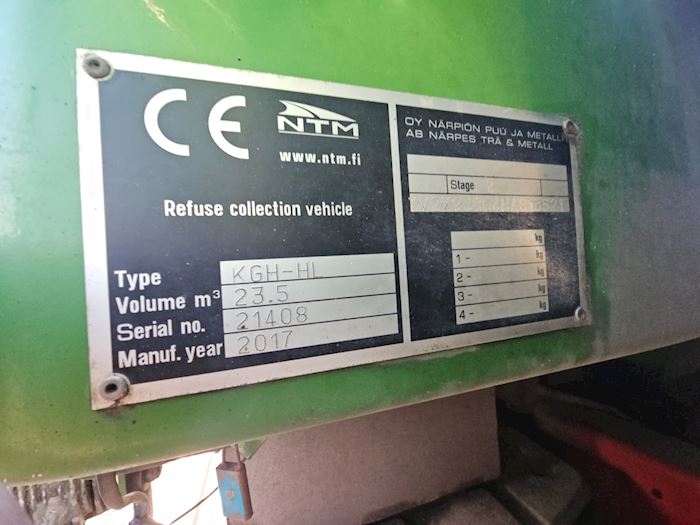 CE NTM
www.ntm.fi
Refuse collection vehicle
Type KGH-HL
Volume m³ 23.5
Serial no. 21408
Manuf. year 2017
OY NÄRPIÖN PUU JA METALLI
AB NÄRPES TRÄ & METALL
Stage 2
kg
1 - kg
2 - kg
3 - kg
4 - kg